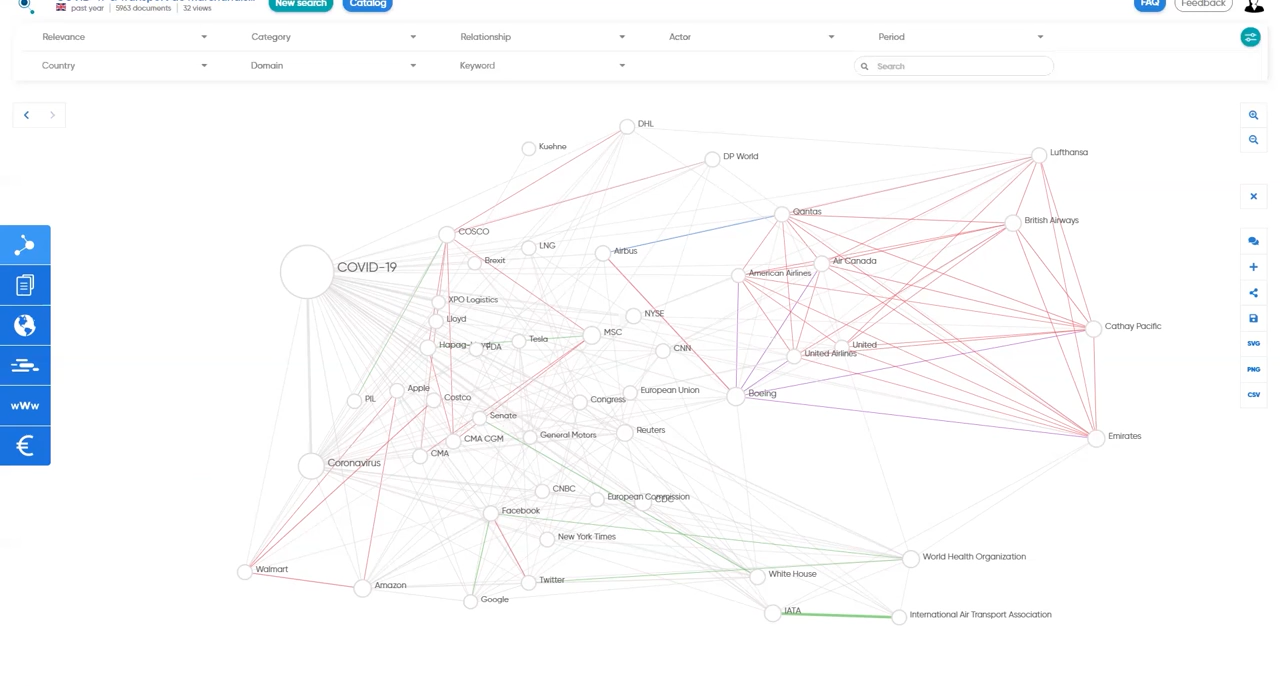 past year | 5963 documents | 32 views
New search
Catalog
FAQ
Feedback
Relevance
Category
Relationship
Actor
Period
Country
Domain
Keyword
Search
DHL
Kuehne
DP World
Lufthansa
Qantas
British Airways
COSCO
LNG
Airbus
Brexit
Air Canada
COVID-19
American Airlines
XPO Logistics
Lloyd
NYSE
MSC
Cathay Pacific
Tesla
United
PDA
CNN
United Airlines
Apple
European Union
Boeing
PIL
Costco
Congress
Senate
Reuters
General Motors
Emirates
CMA CGM
CMA
Coronavirus
CNBC
European Commission
CDC
Facebook
New York Times
World Health Organization
Walmart
White House
Twitter
Amazon
Google
IATA
International Air Transport Association
SVG
PNG
CSV
wWw
€